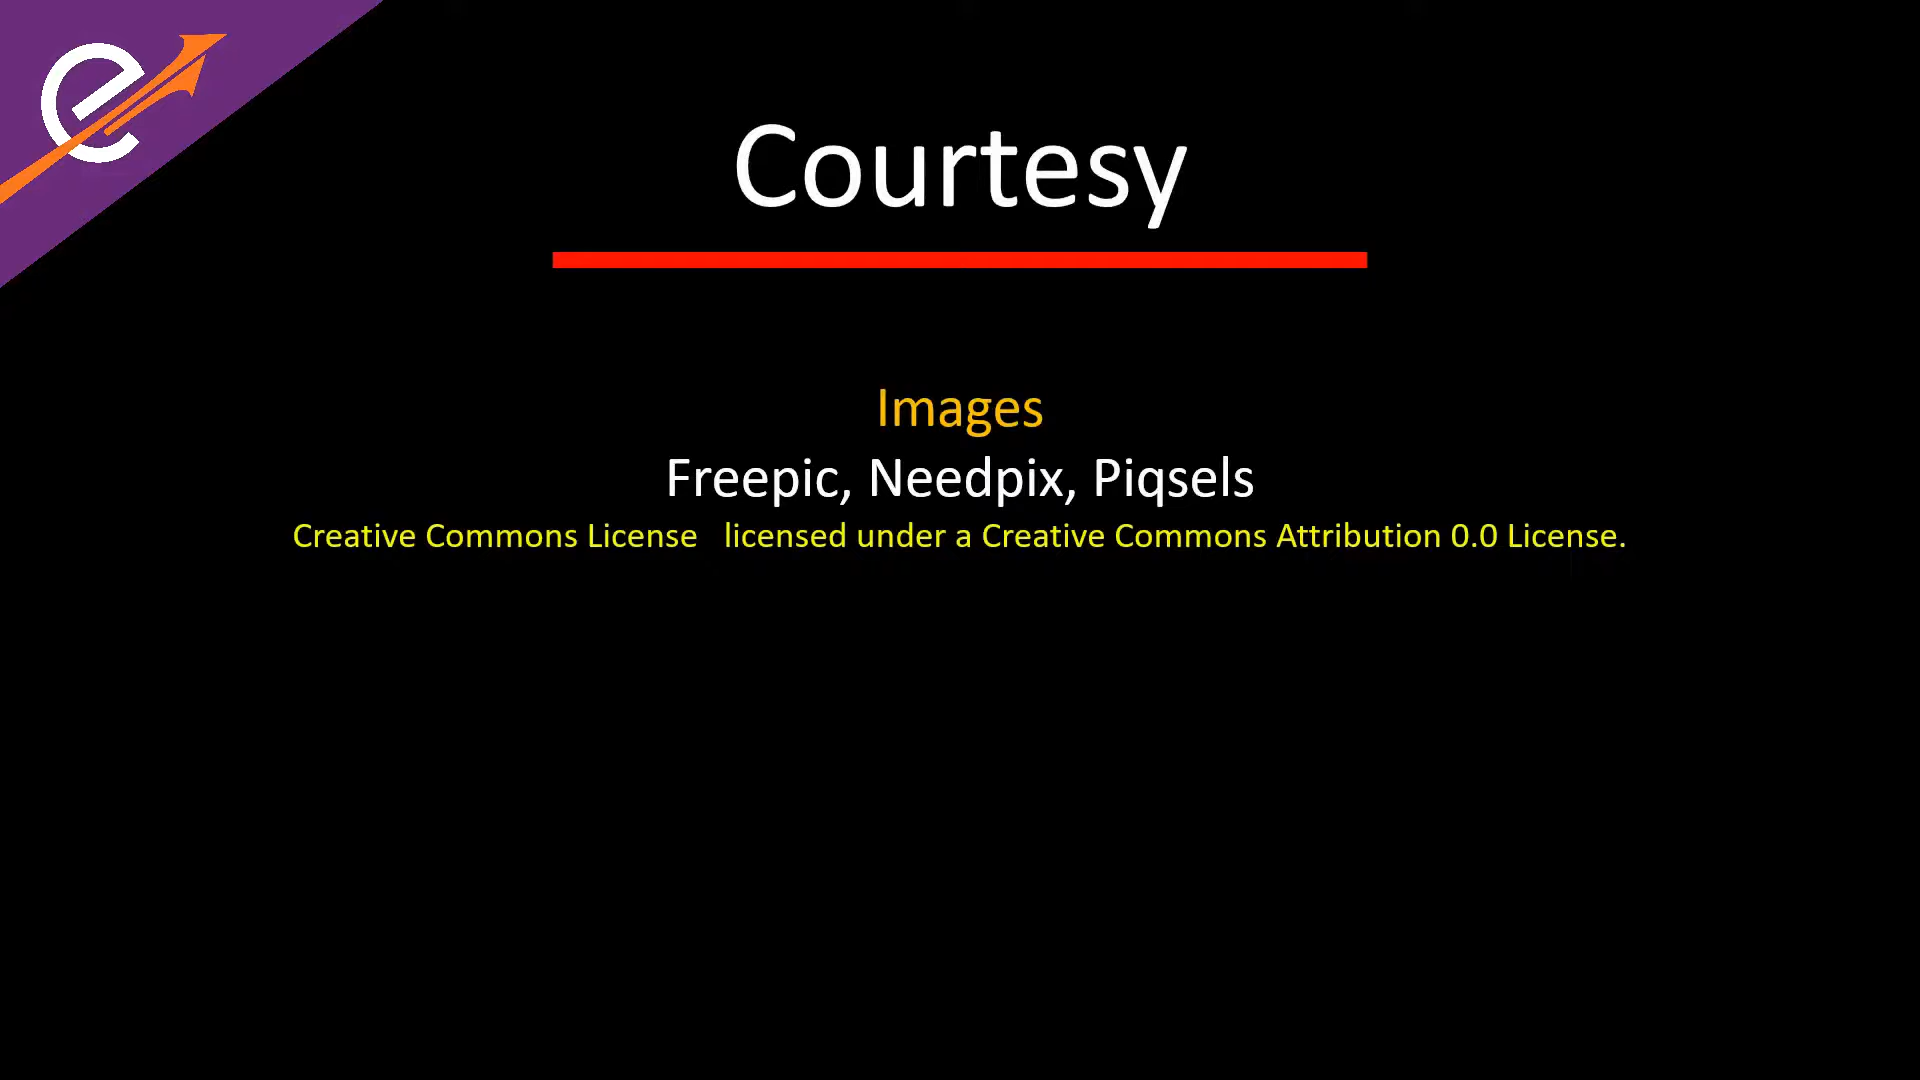 Courtesy
Images
Freepic, Needpix, Piqsels
Creative Commons License   licensed under a Creative Commons Attribution 0.0 License.